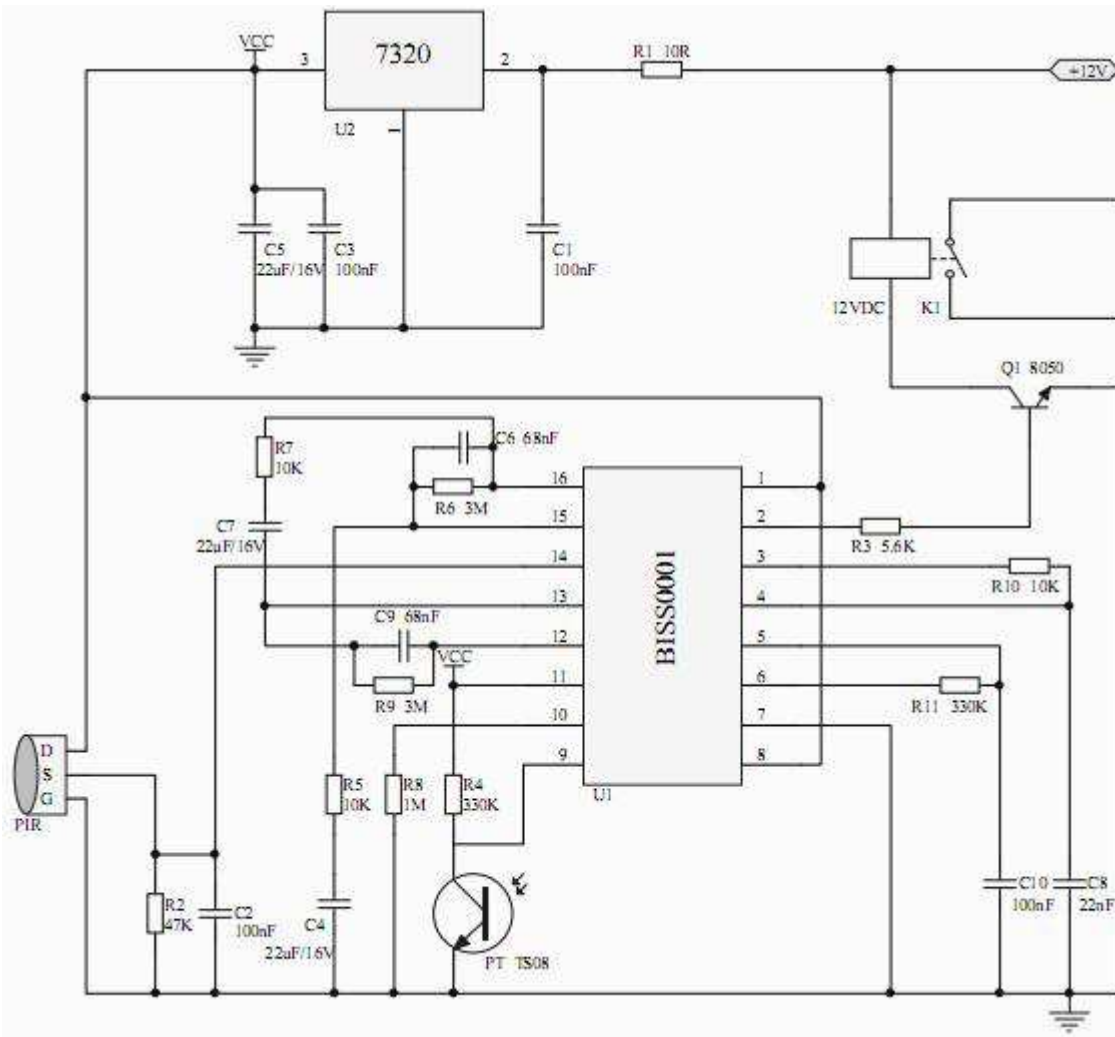 VCC
3
7320
2
R1 10R
+12V
U2
1
C5
22uF/16V
C3
100nF
C1
100nF
12VDC
K1
Q1 8050
R7
10K
C6 68nF
R6 3M
C7
22uF/16V
C9 68nF
R9 3M
VCC
16
15
14
13
12
11
10
9
BISS0001
U1
1
2
3
4
5
6
7
8
R3 5.6K
R10 10K
R11 330K
D
S
G
PIR
R5
10K
R8
1M
R4
330K
R2
47K
C2
100nF
C4
22uF/16V
PT TS08
C10
100nF
C8
22nF